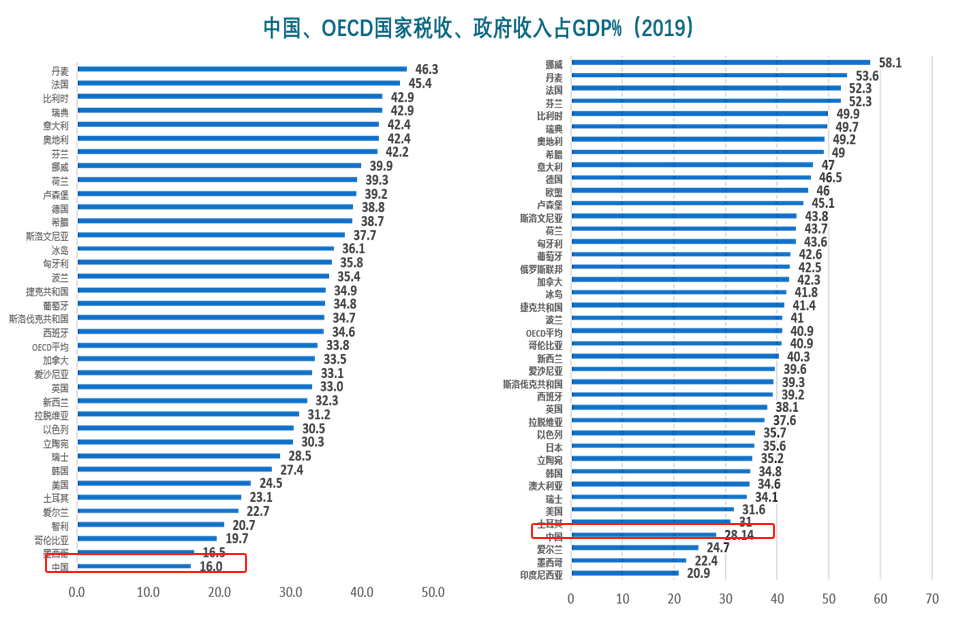 中国、OECD国家税收、政府收入占GDP%（2019）
丹麦 46.3
法国 45.4
比利时 42.9
瑞典 42.9
意大利 42.4
奥地利 42.4
芬兰 42.2
挪威 39.9
荷兰 39.3
卢森堡 39.2
德国 38.8
希腊 38.7
斯洛文尼亚 37.7
冰岛 36.1
匈牙利 35.8
波兰 35.4
捷克共和国 34.9
葡萄牙 34.8
斯洛伐克共和国 34.7
西班牙 34.6
OECD平均 33.8
加拿大 33.5
爱沙尼亚 33.1
英国 33.0
新西兰 32.3
拉脱维亚 31.2
以色列 30.5
立陶宛 30.3
瑞士 28.5
韩国 27.4
美国 24.5
土耳其 23.1
爱尔兰 22.7
智利 20.7
哥伦比亚 19.7
墨西哥 16.5
中国 16.0
0.0 10.0 20.0 30.0 40.0 50.0
挪威 58.1
丹麦 53.6
法国 52.3
芬兰 52.3
比利时 49.9
瑞典 49.7
奥地利 49.2
希腊 49
意大利 47
德国 46.5
欧盟 46
卢森堡 45.1
斯洛文尼亚 43.8
荷兰 43.7
匈牙利 43.6
葡萄牙 42.6
俄罗斯联邦 42.5
加拿大 42.3
冰岛 41.8
捷克共和国 41.4
波兰 41
OECD平均 40.9
哥伦比亚 40.9
新西兰 40.3
爱沙尼亚 39.6
斯洛伐克共和国 39.3
西班牙 39.2
英国 38.1
拉脱维亚 37.6
以色列 35.7
日本 35.6
立陶宛 35.2
韩国 34.8
澳大利亚 34.6
瑞士 34.1
美国 31.6
土耳其 31
中国 28.14
爱尔兰 24.7
墨西哥 22.4
印度尼西亚 20.9
0 10 20 30 40 50 60 70